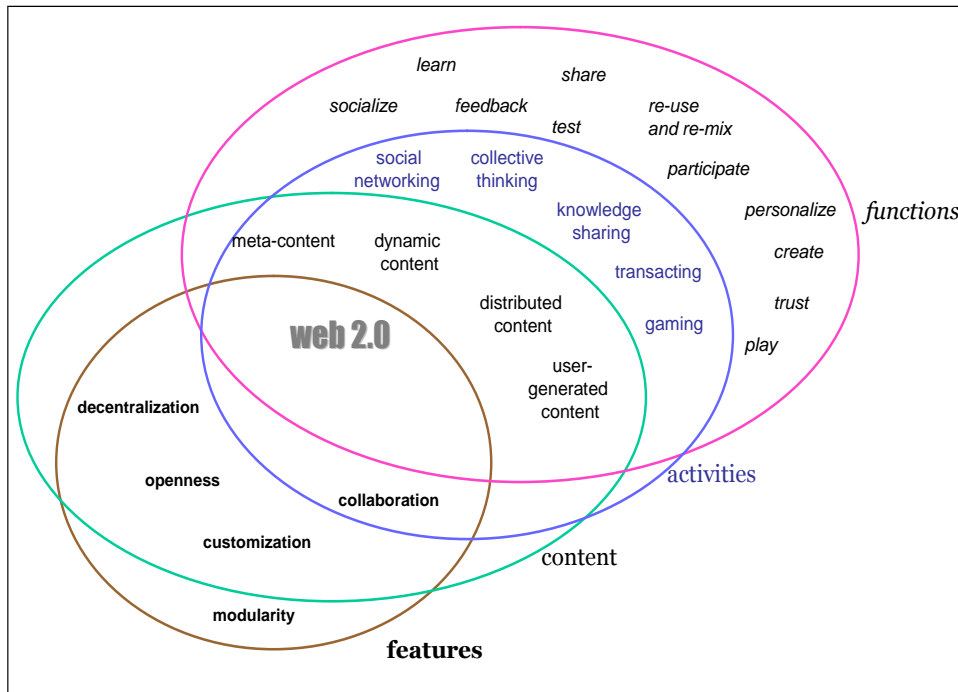 learn
share
socialize
feedback
re-use
and re-mix
test
social
networking
collective
thinking
participate
knowledge
sharing
personalize
functions
meta-content
dynamic
content
create
transacting
distributed
content
trust
web 2.0
gaming
play
user-
generated
content
decentralization
openness
collaboration
activities
customization
content
modularity
features